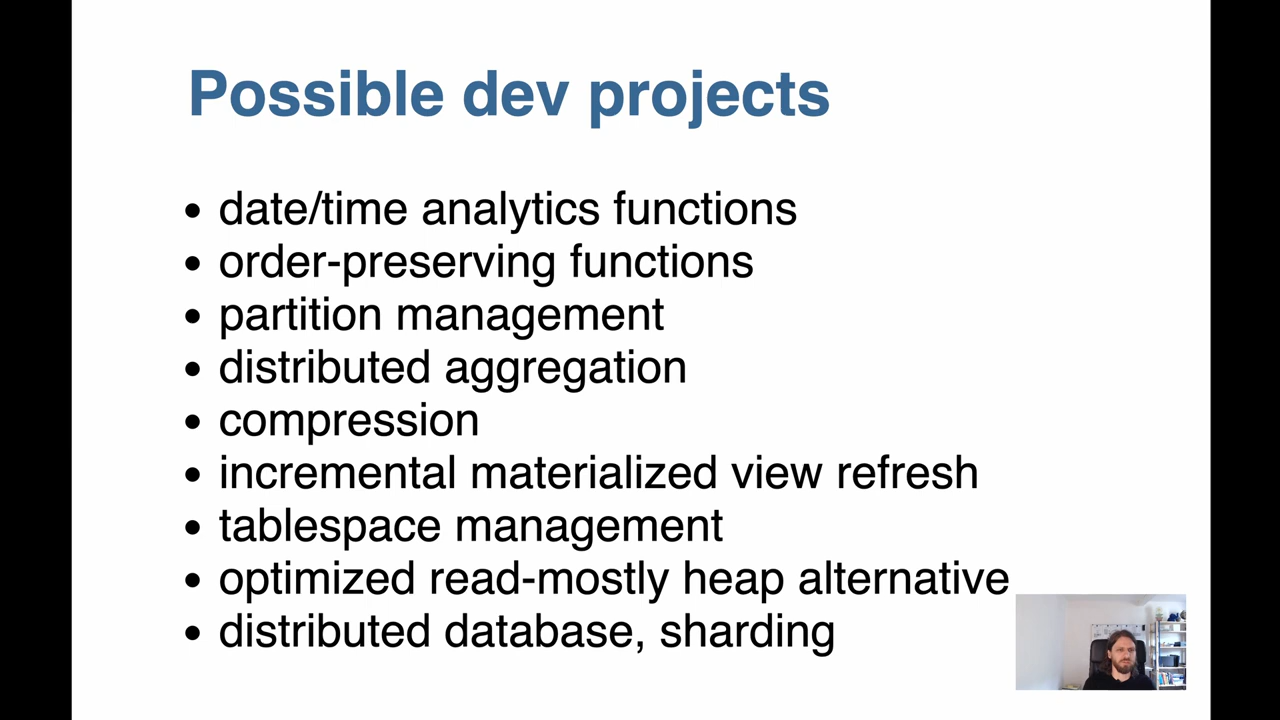 Possible dev projects
• date/time analytics functions
• order-preserving functions
• partition management
• distributed aggregation
• compression
• incremental materialized view refresh
• tablespace management
• optimized read-mostly heap alternative
• distributed database, sharding